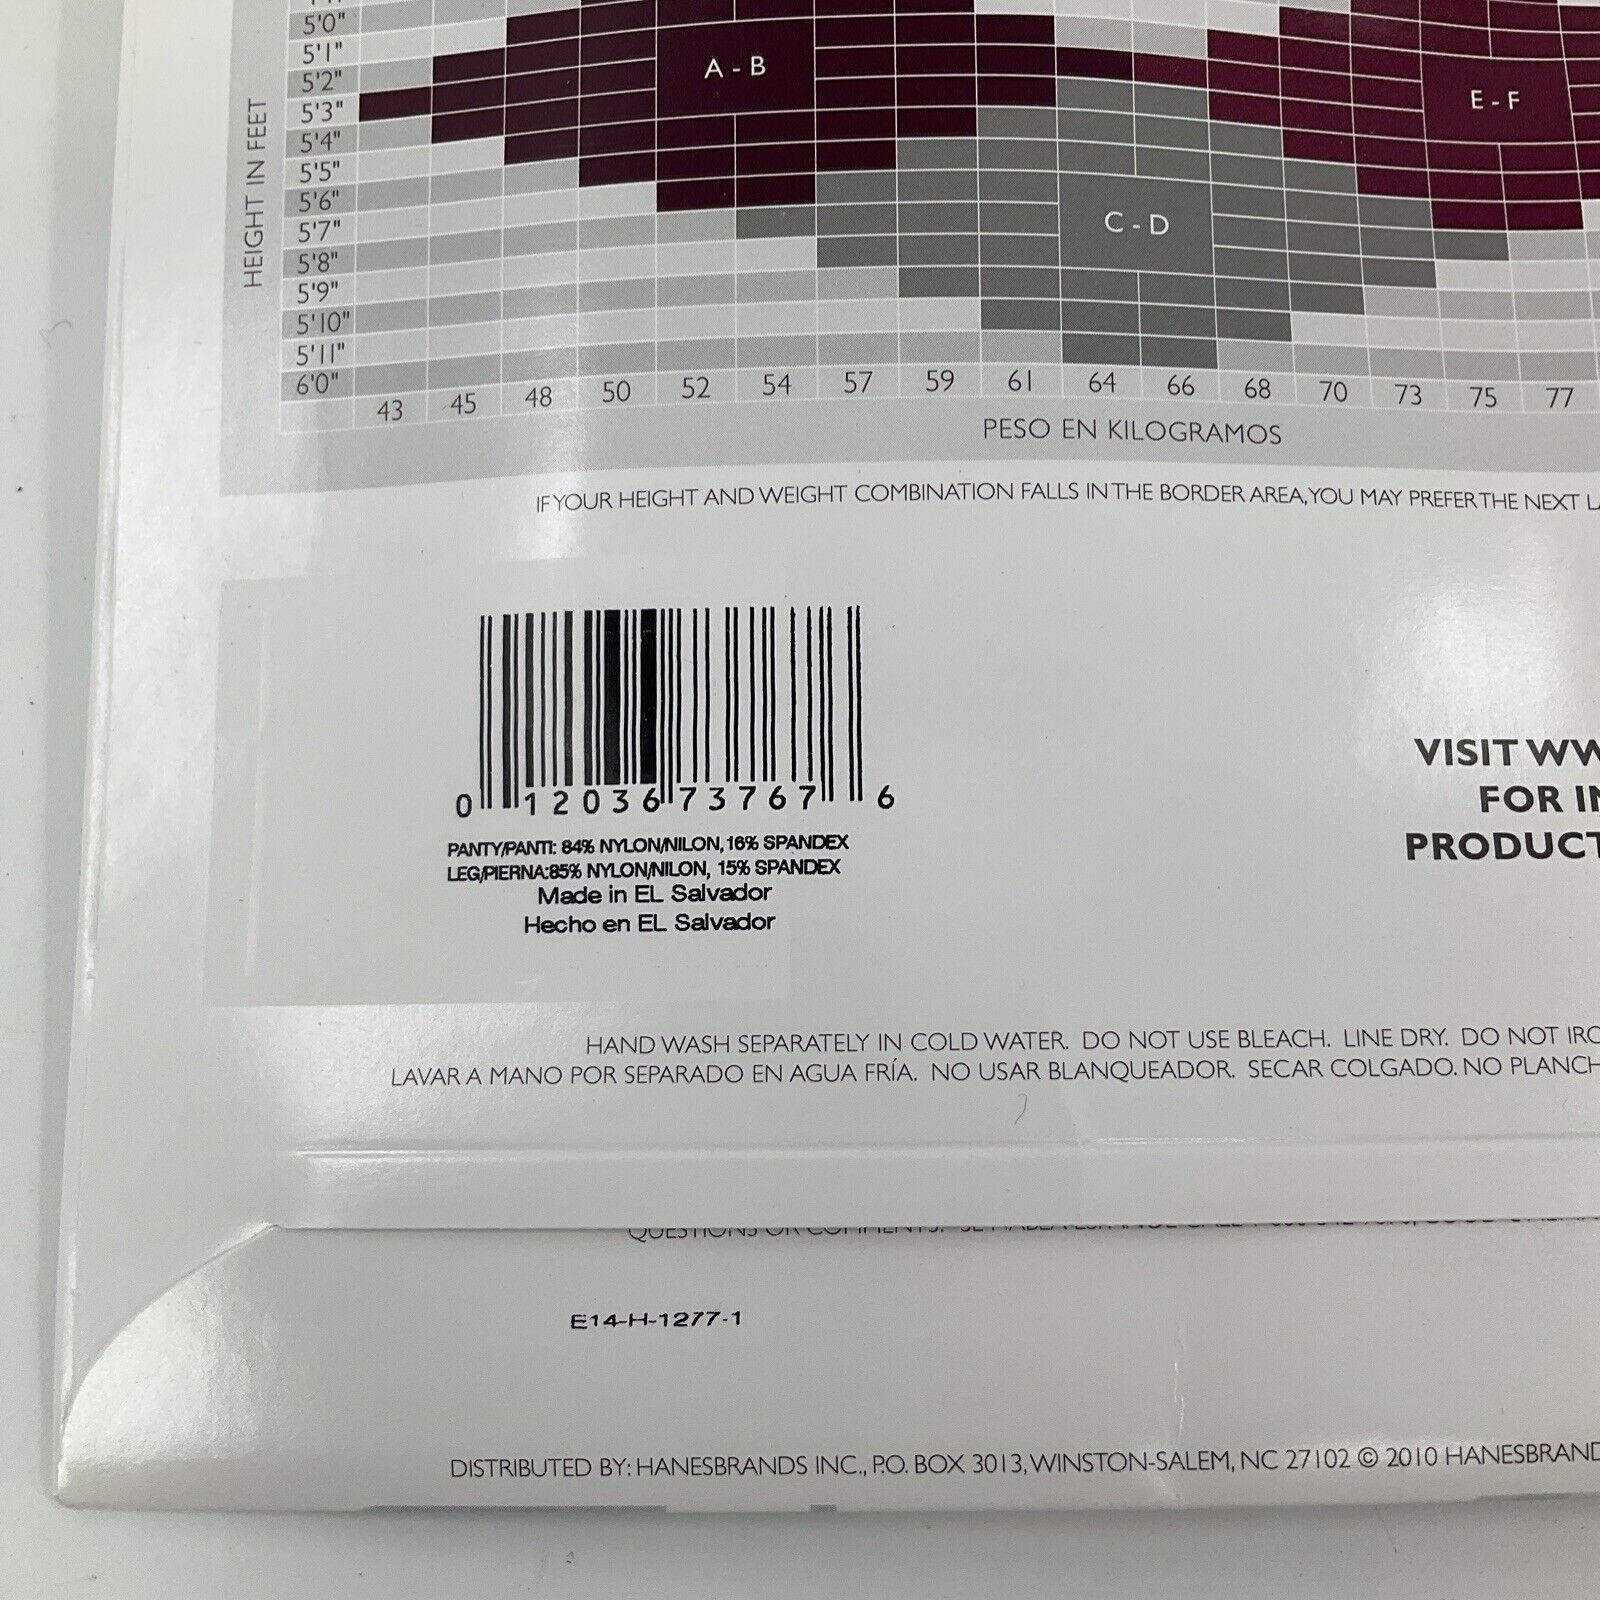 5'0"
5'1"
5'2"
5'3"
5'4"
5'5"
5'6"
5'7"
5'8"
5'9"
5'10"
5'11"
6'0"
HEIGHT IN FEET
A - B
E - F
C - D
43 45 48 50 52 54 57 59 61 64 66 68 70 73 75 77
PESO EN KILOGRAMOS
IF YOUR HEIGHT AND WEIGHT COMBINATION FALLS IN THE BORDER AREA, YOU MAY PREFER THE NEXT
0 12036 73767 6
PANTY/PANTI: 84% NYLON/NILON, 16% SPANDEX
LEG/PIERNA:85% NYLON/NILON, 15% SPANDEX
Made in EL Salvador
Hecho en EL Salvador
VISIT
FOR
PRODUCT
HAND WASH SEPARATELY IN COLD WATER. DO NOT USE BLEACH. LINE DRY. DO NOT
LAVAR A MANO POR SEPARADO EN AGUA FRÍA. NO USAR BLANQUEADOR. SECAR COLGADO. NO
QUESTIONS OR COMMENTS?
E14-H-1277-1
DISTRIBUTED BY: HANESBRANDS INC., P.O. BOX 3013, WINSTON-SALEM, NC 27102 © 2010 HANESBRAND